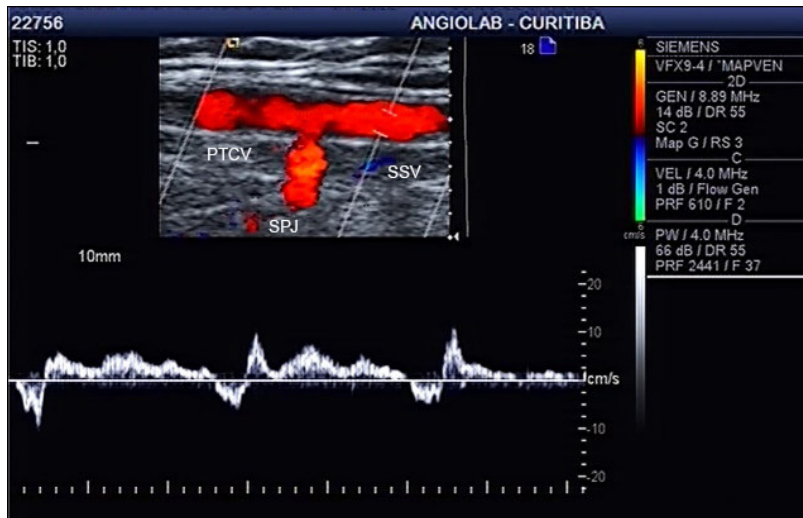 22756 ANGIOLAB - CURITIBA
TIS: 1,0
TIB: 1,0
18
6
SIEMENS
VFX9-4 / *MAPVEN
2D
GEN / 8.89 MHz
14 dB / DR 55
SC 2
Map G / RS 3
C
VEL / 4.0 MHz
1 dB / Flow Gen
PRF 610 / F 2
D
PW / 4.0 MHz
66 dB / DR 55
PRF 2441 / F 37
6
cm/s
PTCV
SSV
SPJ
10mm
20
10
cm/s
-10
-20